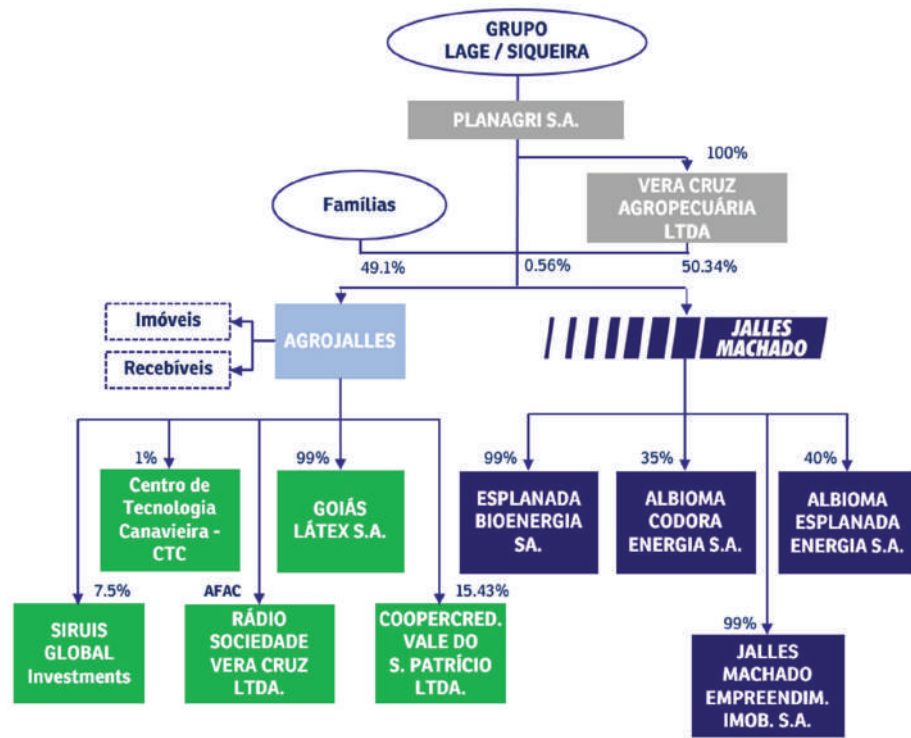 GRUPO
LAGE / SIQUEIRA
PLANAGRI S.A.
100%
VERA CRUZ
AGROPECUÁRIA
LTDA
Famílias
49.1%
0.56%
50.34%
Imóveis
Recebíveis
AGROJALLES
JALLES
MACHADO
1%
Centro de
Tecnologia
Canavieira -
CTC
99%
GOIÁS
LÁTEX S.A.
99%
ESPLANADA
BIOENERGIA
SA.
35%
ALBIOMA
CODORA
ENERGIA S.A.
40%
ALBIOMA
ESPLANADA
ENERGIA S.A.
7.5%
SIRUIS
GLOBAL
Investments
AFAC
RÁDIO
SOCIEDADE
VERA CRUZ
LTDA.
15.43%
COOPERCRED.
VALE DO
S. PATRÍCIO
LTDA.
99%
JALLES
MACHADO
EMPREENDIM.
IMOB. S.A.